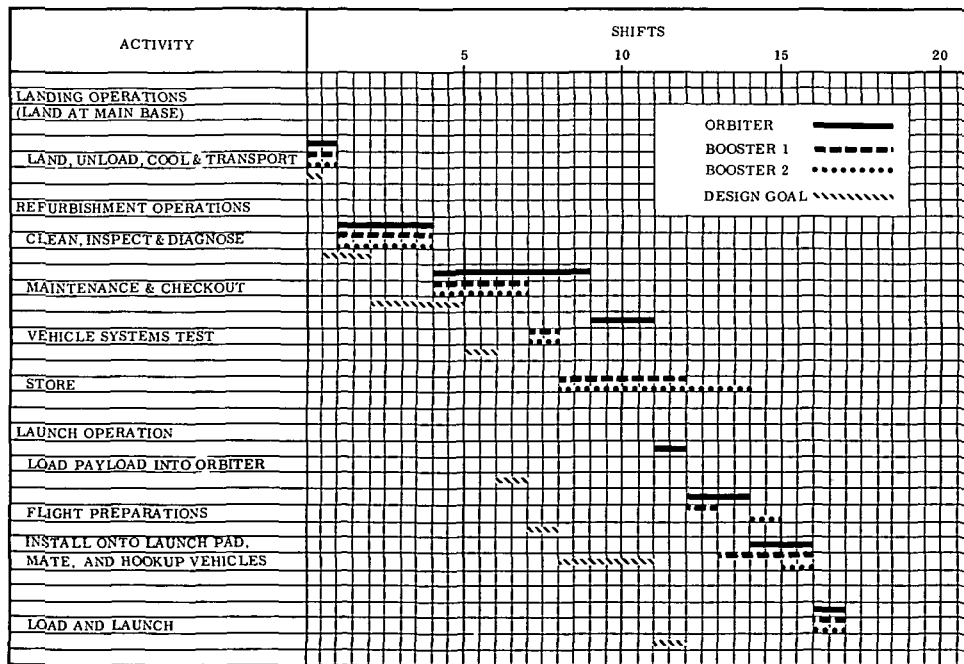 ACTIVITY
SHIFTS
5 10 15 20
LANDING OPERATIONS
(LAND AT MAIN BASE)
LAND, UNLOAD, COOL & TRANSPORT
REFURBISHMENT OPERATIONS
CLEAN, INSPECT & DIAGNOSE
MAINTENANCE & CHECKOUT
VEHICLE SYSTEMS TEST
STORE
LAUNCH OPERATION
LOAD PAYLOAD INTO ORBITER
FLIGHT PREPARATIONS
INSTALL ONTO LAUNCH PAD,
MATE, AND HOOKUP VEHICLES
LOAD AND LAUNCH
ORBITER
BOOSTER 1
BOOSTER 2
DESIGN GOAL